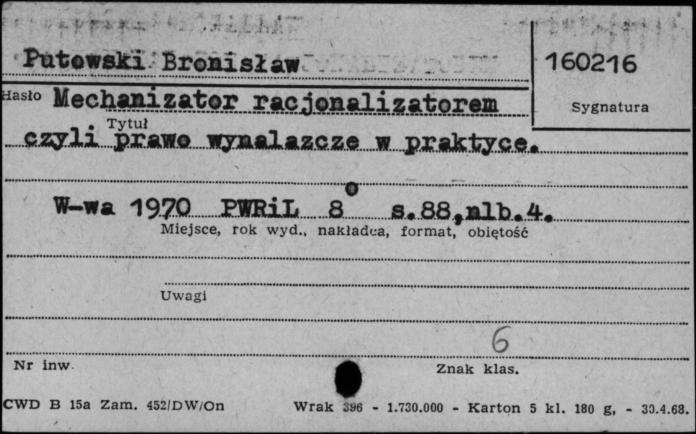 Putowski Bronisław
160216
Hasło Mechanizator racjonalizatorem
Sygnatura
Tytuł
czyli prawo wynalazcze w praktyce.
W-wa 1970 PWRiL 8° s.88,nlb.4.
Miejsce, rok wyd., nakładca, format, objętość
Uwagi
6
Nr inw.
Znak klas.
CWD B 15a Zam. 452/DW/On Wrak 396 - 1.730.000 - Karton 5 kl. 180 g, - 30.4.68.